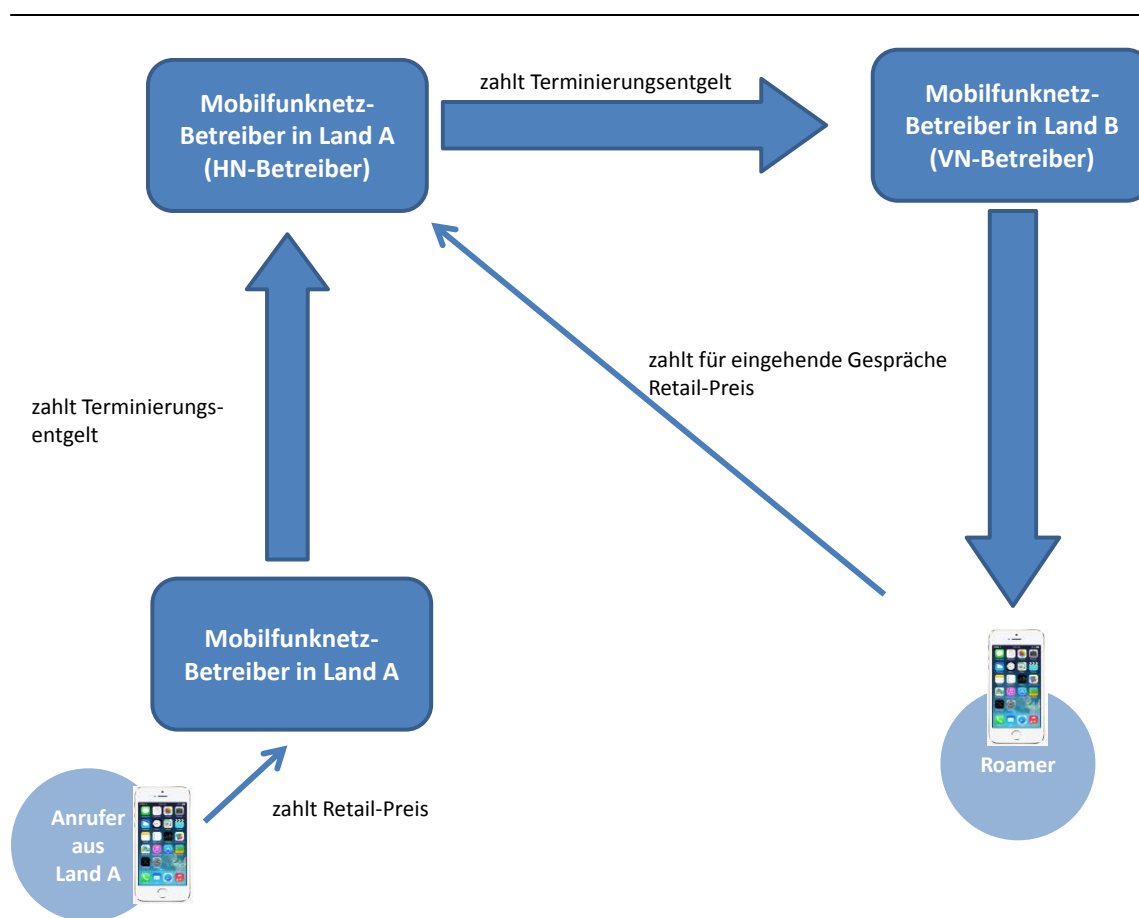 zahlt Terminierungsentgelt
Mobilfunknetz-
Betreiber in Land A
(HN-Betreiber)
Mobilfunknetz-
Betreiber in Land B
(VN-Betreiber)
zahlt für eingehende Gespräche
Retail-Preis
zahlt Terminierungs-
entgelt
Mobilfunknetz-
Betreiber in Land A
Roamer
zahlt Retail-Preis
Anrufer
aus
Land A